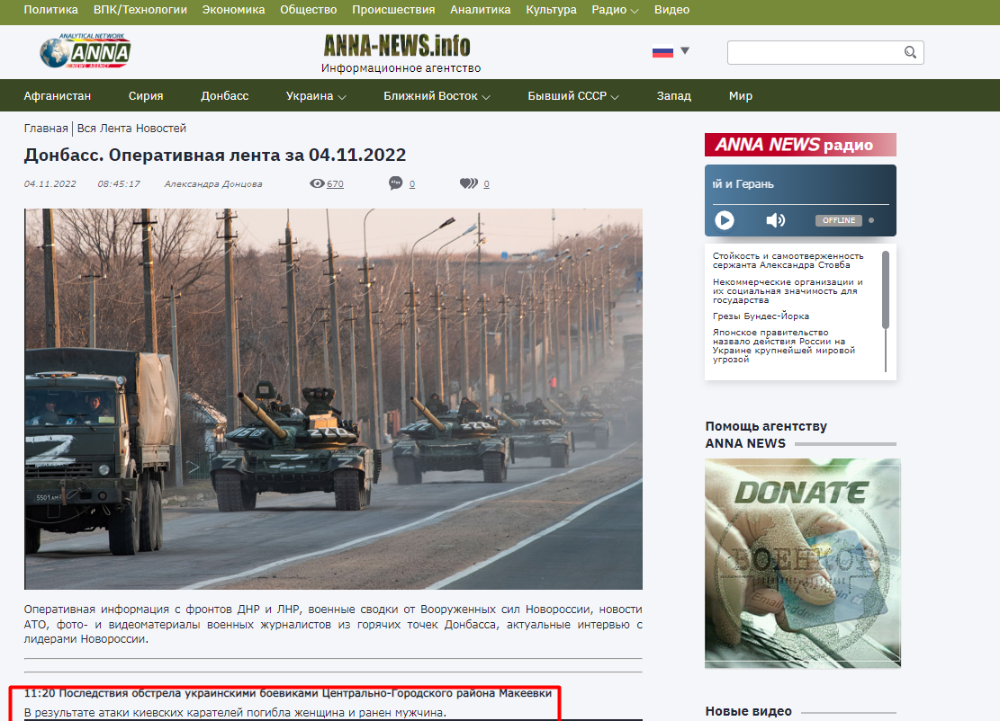 Политика ВПК/Технологии Экономика Общество Происшествия Аналитика Культура Радио Видео
ANALYTICAL NETWORK
ANNA
NEWS AGENCY
ANNA-NEWS.info
Информационное агентство
Афганистан Сирия Донбасс Украина Ближний Восток Бывший СССР Запад Мир
Главная Вся Лента Новостей
Донбасс. Оперативная лента за 04.11.2022
04.11.2022 08:45:17 Александра Донцова 670 0 0
5501
Оперативная информация с фронтов ДНР и ЛНР, военные сводки от Вооруженных сил Новороссии, новости
АТО, фото- и видеоматериалы военных журналистов из горячих точек Донбасса, актуальные интервью с
лидерами Новороссии.
11:20 Последствия обстрела украинскими боевиками Центрально-Городского района Макеевки
В результате атаки киевских карателей погибла женщина и ранен мужчина.
ANNA NEWS радио
ий и Герань
OFFLINE
Стойкость и самоотверженность
сержанта Александра Стовба
Некоммерческие организации и
их социальная значимость для
государства
Грезы Бундес-Йорка
Японское правительство
назвало действия России на
Украине крупнейшей мировой
угрозой
Помощь агентству
ANNA NEWS
DONATE
ВОЕНКОР
Новые видео